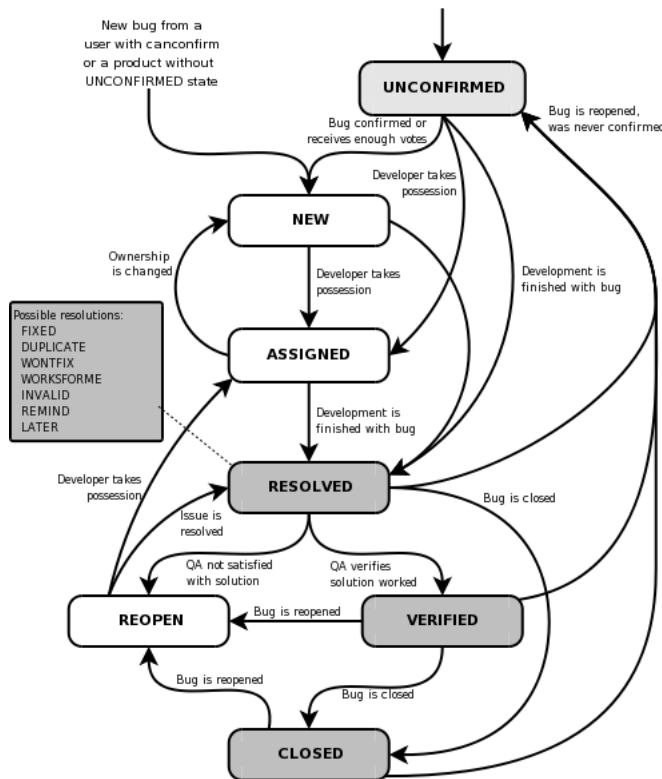 New bug from a
user with canconfirm
or a product without
UNCONFIRMED state
UNCONFIRMED
Bug is reopened,
was never confirmed
Bug confirmed or
receives enough votes
Developer takes
possession
NEW
Ownership
is changed
Developer takes
possession
Development is
finished with bug
Possible resolutions:
FIXED
DUPLICATE
WONTFIX
WORKSFORME
INVALID
REMIND
LATER
ASSIGNED
Development is
finished with bug
Developer takes
possession
RESOLVED
Bug is closed
Issue is
resolved
QA not satisfied
with solution
QA verifies
solution worked
REOPEN
Bug is reopened
VERIFIED
Bug is reopened
Bug is closed
CLOSED